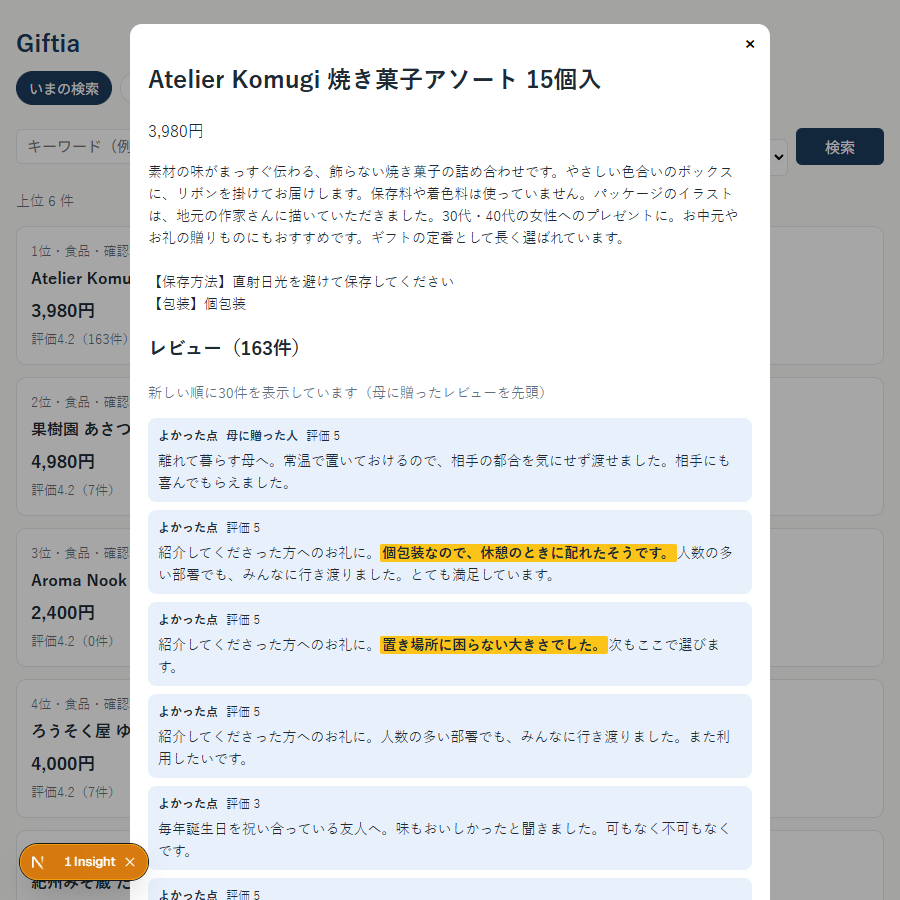 Giftia
いまの検索
キーワード（例
検索
上位 6 件
1位・食品・確認
Atelier Komu
3,980円
評価4.2（163件）
2位・食品・確認
果樹園 あさつ
4,980円
評価4.2（7件）
3位・食品・確認
Aroma Nook
2,400円
評価4.2（0件）
4位・食品・確認
ろうそく屋 ゆ
4,000円
評価4.2（7件）
1 Insight ×
×
Atelier Komugi 焼き菓子アソート 15個入
3,980円
素材の味がまっすぐ伝わる、飾らない焼き菓子の詰め合わせです。やさしい色合いのボックス
に、リボンを掛けてお届けします。保存料や着色料は使っていません。パッケージのイラスト
は、地元の作家さんに描いていただきました。30代・40代の女性へのプレゼントに。お中元や
お礼の贈りものにもおすすめです。ギフトの定番として長く選ばれています。
【保存方法】直射日光を避けて保存してください
【包装】個包装
レビュー（163件）
新しい順に30件を表示しています（母に贈ったレビューを先頭）
よかった点 母に贈った人 評価 5
離れて暮らす母へ。常温で置いておけるので、相手の都合を気にせず渡せました。相手にも
喜んでもらえました。
よかった点 評価 5
紹介してくださった方へのお礼に。個包装なので、休憩のときに配れたそうです。人数の多
い部署でも、みんなに行き渡りました。とても満足しています。
よかった点 評価 5
紹介してくださった方へのお礼に。置き場所に困らない大きさでした。次もここで選びま
す。
よかった点 評価 5
紹介してくださった方へのお礼に。人数の多い部署でも、みんなに行き渡りました。また利
用したいです。
よかった点 評価 3
毎年誕生日を祝い合っている友人へ。味もおいしかったと聞きました。可もなく不可もなく
です。
よかった点 評価 5